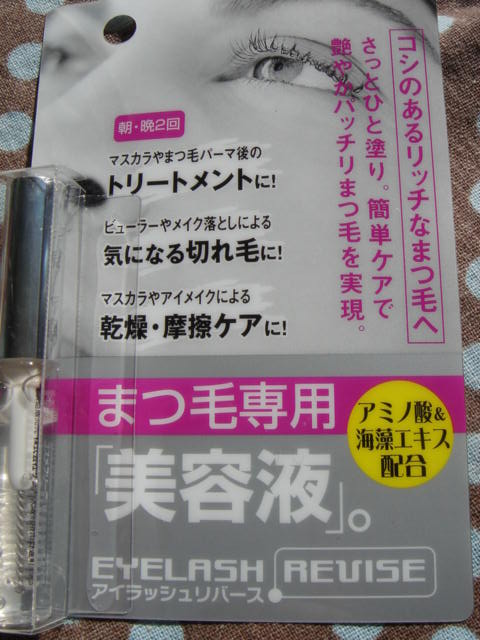 コシのあるリッチなまつ毛へ
さっとひと塗り。簡単ケアで
艶やかパッチリまつ毛を実現。
朝・晩2回
マスカラやまつ毛パーマ後の
トリートメントに!
ビューラーやメイク落としによる
気になる切れ毛に!
マスカラやアイメイクによる
乾燥・摩擦ケアに!
まつ毛専用
アミノ酸&
海藻エキス
配合
「美容液」。
EYELASH REVISE
アイラッシュリバース